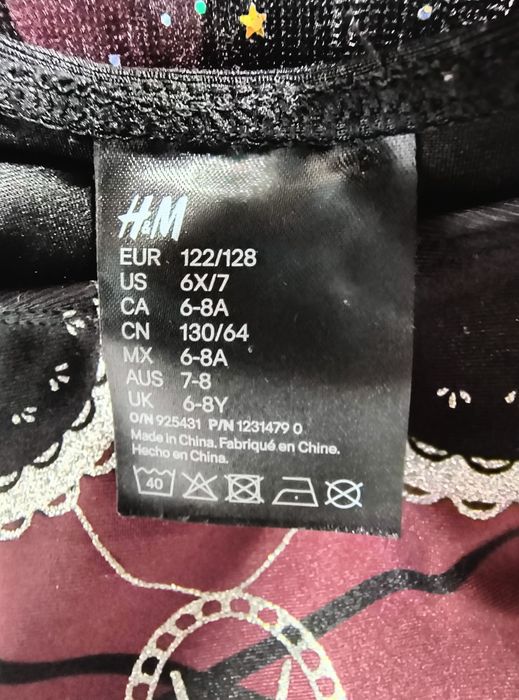 H&M
EUR 122/128
US 6X/7
CA 6-8A
CN 130/64
MX 6-8A
AUS 7-8
UK 6-8Y
O/N 925431 P/N 1231479 0
Made in China. Fabriqué en Chine.
Hecho en China.
40